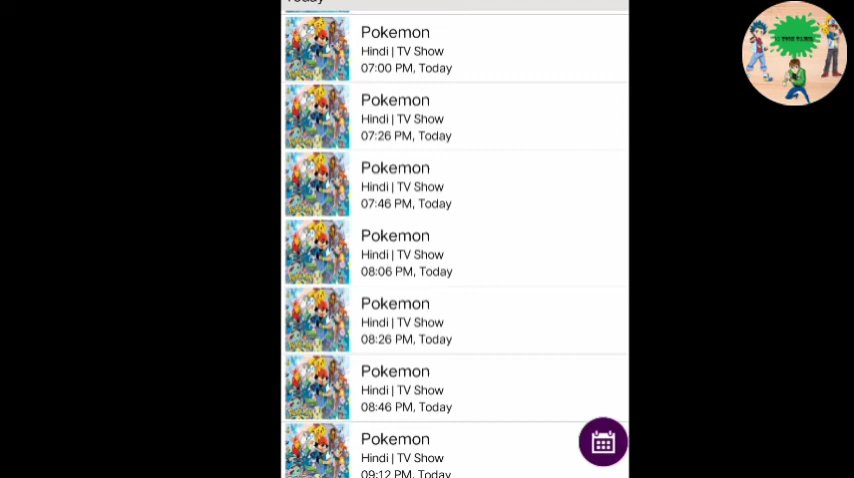 Today
Pokemon
Hindi | TV Show
07:00 PM, Today
Pokemon
Hindi | TV Show
07:26 PM, Today
Pokemon
Hindi | TV Show
07:46 PM, Today
Pokemon
Hindi | TV Show
08:06 PM, Today
Pokemon
Hindi | TV Show
08:26 PM, Today
Pokemon
Hindi | TV Show
08:46 PM, Today
Pokemon
Hindi | TV Show
09:12 PM, Today